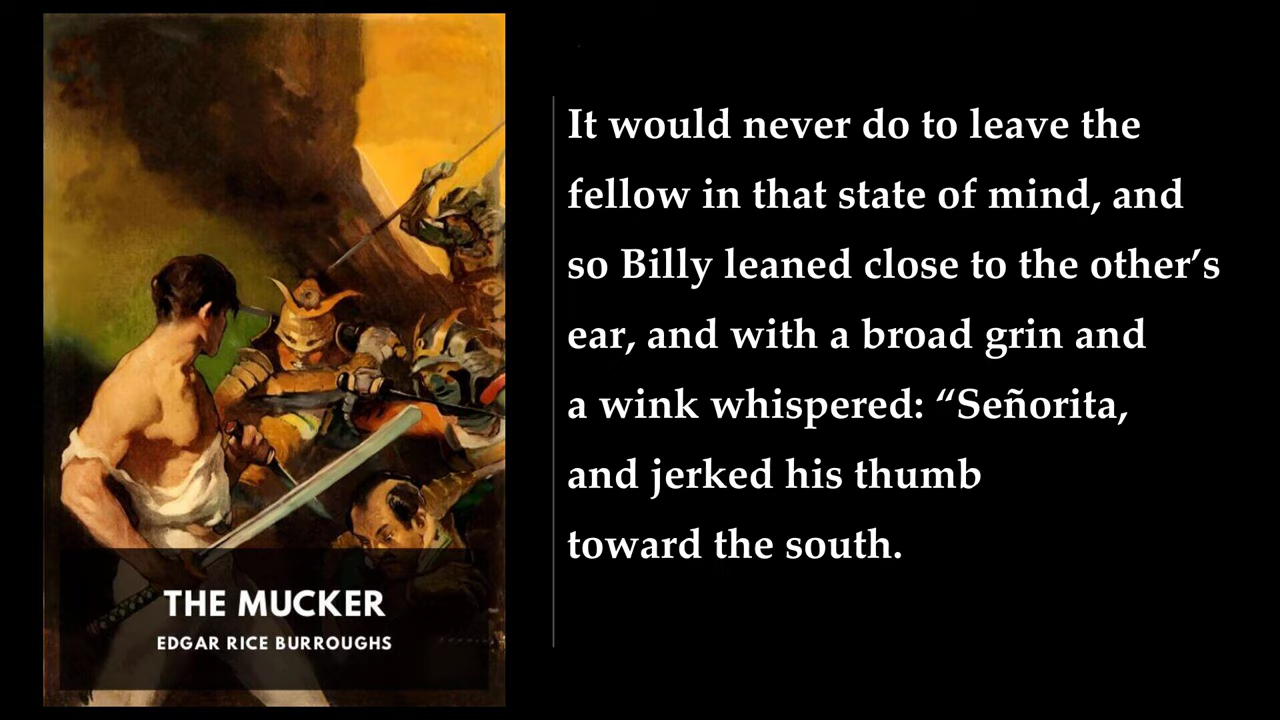 It would never do to leave the
fellow in that state of mind, and
so Billy leaned close to the other’s
ear, and with a broad grin and
a wink whispered: “Señorita,
and jerked his thumb
toward the south.
THE MUCKER
EDGAR RICE BURROUGHS